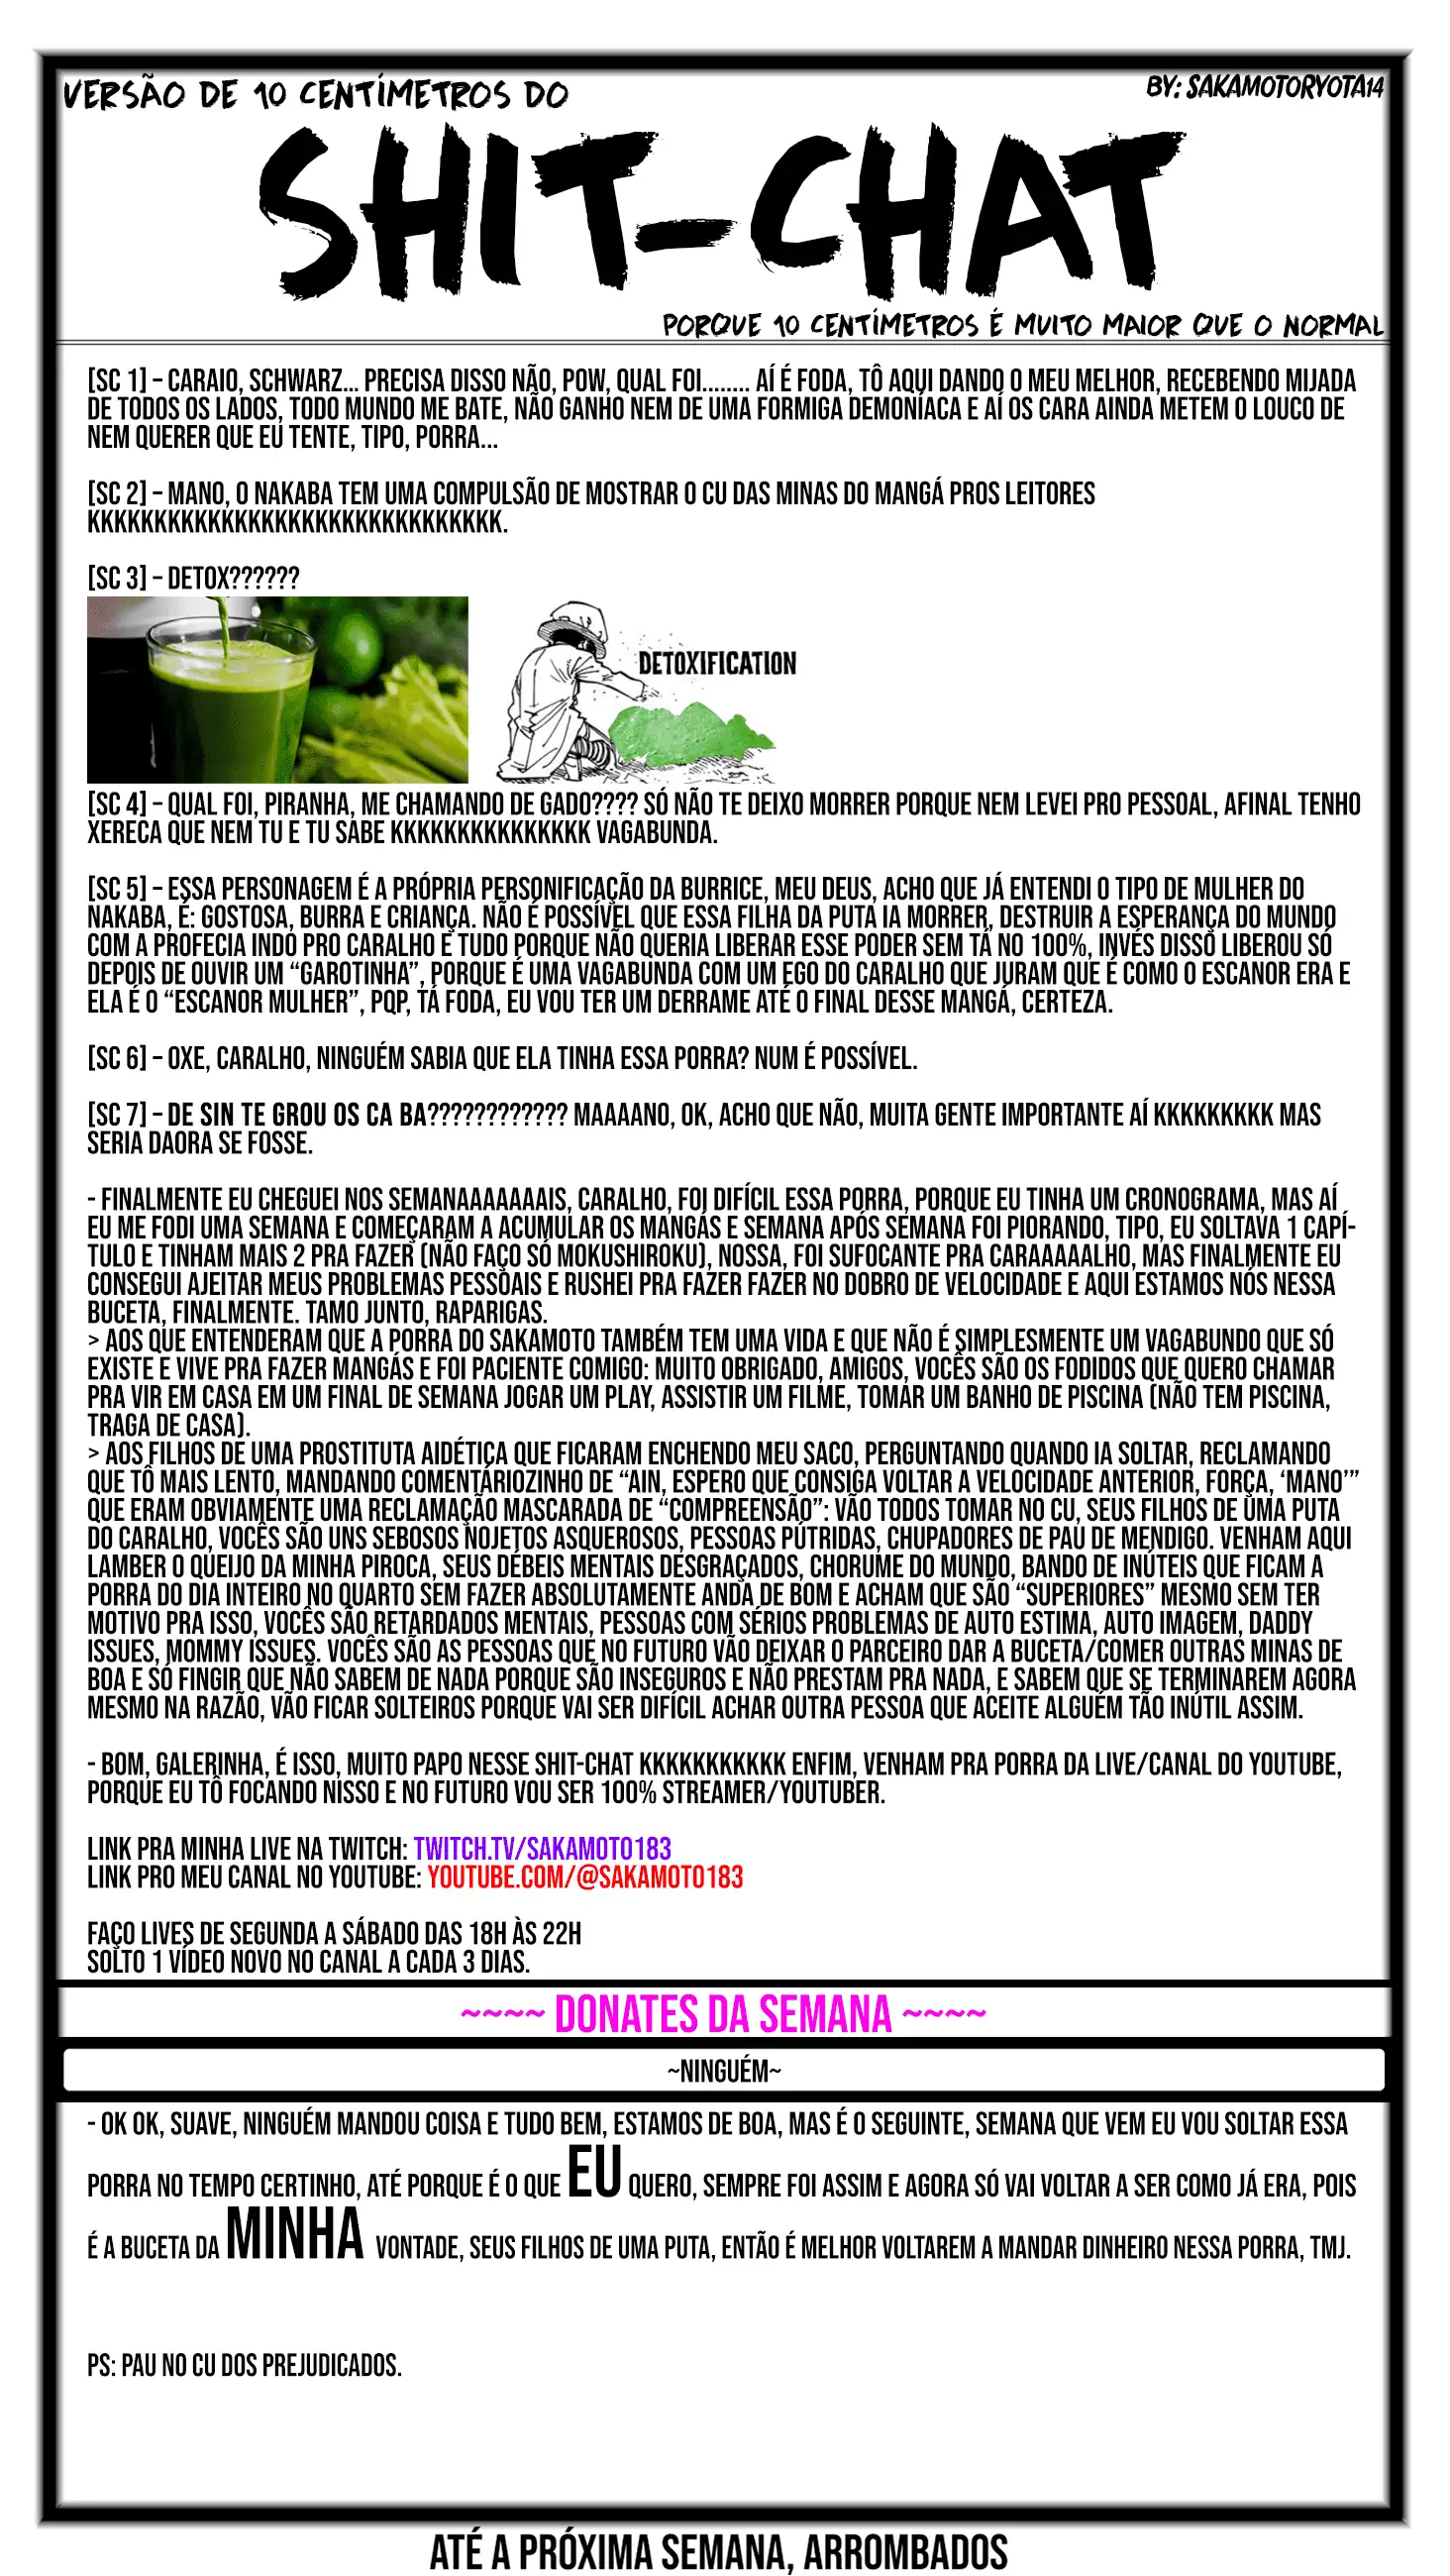 VERSÃO DE 10 CENTÍMETROS DO
BY: SAKAMOTORYOTA14
SHIT-CHAT
PORQUE 10 CENTÍMETROS É MUITO MAIOR QUE O NORMAL
[SC 1] – CARAIO, SCHWARZ... PRECISA DISSO NÃO, POW, QUAL FOI........ AÍ É FODA, TÔ AQUI DANDO O MEU MELHOR, RECEBENDO MIJADA
DE TODOS OS LADOS, TODO MUNDO ME BATE, NÃO GANHO NEM DE UMA FORMIGA DEMONÍACA E AÍ OS CARA AINDA METEM O LOUCO DE
NEM QUERER QUE EU TENTE, TIPO, PORRA...
[SC 2] – MANO, O NAKABA TEM UMA COMPULSÃO DE MOSTRAR O CU DAS MINAS DO MANGÁ PROS LEITORES
KKKKKKKKKKKKKKKKKKKKKKKKKKKKKKK.
[SC 3] – DETOX??????
DETOXIFICATION
[SC 4] – QUAL FOI, PIRANHA, ME CHAMANDO DE GADO???? SÓ NÃO TE DEIXO MORRER PORQUE NEM LEVEI PRO PESSOAL, AFINAL TENHO
XERECA QUE NEM TU E TU SABE KKKKKKKKKKKKKKK VAGABUNDA.
[SC 5] – ESSA PERSONAGEM É A PRÓPRIA PERSONIFICAÇÃO DA BURRICE, MEU DEUS, ACHO QUE JÁ ENTENDI O TIPO DE MULHER DO
NAKABA, É: GOSTOSA, BURRA E CRIANÇA. NÃO É POSSÍVEL QUE ESSA FILHA DA PUTA IA MORRER, DESTRUIR A ESPERANÇA DO MUNDO
COM A PROFECIA INDO PRO CARALHO E TUDO PORQUE NÃO QUERIA LIBERAR ESSE PODER SEM TÁ NO 100%, INVÉS DISSO LIBEROU SÓ
DEPOIS DE OUVIR UM “GAROTINHA”, PORQUE É UMA VAGABUNDA COM UM EGO DO CARALHO QUE JURAM QUE É COMO O ESCANOR ERA E
ELA É O “ESCANOR MULHER”, PQP, TÁ FODA, EU VOU TER UM DERRAME ATÉ O FINAL DESSE MANGÁ, CERTEZA.
[SC 6] – OXE, CARALHO, NINGUÉM SABIA QUE ELA TINHA ESSA PORRA? NUM É POSSÍVEL.
[SC 7] – DE SIN TE GROU OS CA BA???????????? MAAAANO, OK, ACHO QUE NÃO, MUITA GENTE IMPORTANTE AÍ KKKKKKKKK MAS
SERIA DAORA SE FOSSE.
- FINALMENTE EU CHEGUEI NOS SEMANAAAAAAAIS, CARALHO, FOI DIFÍCIL ESSA PORRA, PORQUE EU TINHA UM CRONOGRAMA, MAS AÍ
EU ME FODI UMA SEMANA E COMEÇARAM A ACUMULAR OS MANGÁS E SEMANA APÓS SEMANA FOI PIORANDO, TIPO, EU SOLTAVA 1 CAPÍ-
TULO E TINHAM MAIS 2 PRA FAZER (NÃO FAÇO SÓ MOKUSHIROKU), NOSSA, FOI SUFOCANTE PRA CARAAAAALHO, MAS FINALMENTE EU
CONSEGUI AJEITAR MEUS PROBLEMAS PESSOAIS E RUSHEI PRA FAZER FAZER NO DOBRO DE VELOCIDADE E AQUI ESTAMOS NÓS NESSA
BUCETA, FINALMENTE. TAMO JUNTO, RAPARIGAS.
> AOS QUE ENTENDERAM QUE A PORRA DO SAKAMOTO TAMBÉM TEM UMA VIDA E QUE NÃO É SIMPLESMENTE UM VAGABUNDO QUE SÓ
EXISTE E VIVE PRA FAZER MANGÁS E FOI PACIENTE COMIGO: MUITO OBRIGADO, AMIGOS, VOCÊS SÃO OS FODIDOS QUE QUERO CHAMAR
PRA VIR EM CASA EM UM FINAL DE SEMANA JOGAR UM PLAY, ASSISTIR UM FILME, TOMAR UM BANHO DE PISCINA (NÃO TEM PISCINA,
TRAGA DE CASA).
> AOS FILHOS DE UMA PROSTITUTA AIDÉTICA QUE FICARAM ENCHENDO MEU SACO, PERGUNTANDO QUANDO IA SOLTAR, RECLAMANDO
QUE TÔ MAIS LENTO, MANDANDO COMENTÁRIOZINHO DE “AIN, ESPERO QUE CONSIGA VOLTAR A VELOCIDADE ANTERIOR, FORÇA, ‘MANO’”
QUE ERAM OBVIAMENTE UMA RECLAMAÇÃO MASCARADA DE “COMPREENSÃO”: VÃO TODOS TOMAR NO CU, SEUS FILHOS DE UMA PUTA
DO CARALHO, VOCÊS SÃO UNS SEBOSOS NOJETOS ASQUEROSOS, PESSOAS PÚTRIDAS, CHUPADORES DE PAU DE MENDIGO. VENHAM AQUI
LAMBER O QUEIJO DA MINHA PIROCA, SEUS DÉBEIS MENTAIS DESGRAÇADOS, CHORUME DO MUNDO, BANDO DE INÚTEIS QUE FICAM A
PORRA DO DIA INTEIRO NO QUARTO SEM FAZER ABSOLUTAMENTE ANDA DE BOM E ACHAM QUE SÃO “SUPERIORES” MESMO SEM TER
MOTIVO PRA ISSO, VOCÊS SÃO RETARDADOS MENTAIS, PESSOAS COM SÉRIOS PROBLEMAS DE AUTO ESTIMA, AUTO IMAGEM, DADDY
ISSUES, MOMMY ISSUES. VOCÊS SÃO AS PESSOAS QUE NO FUTURO VÃO DEIXAR O PARCEIRO DAR A BUCETA/COMER OUTRAS MINAS DE
BOA E SÓ FINGIR QUE NÃO SABEM DE NADA PORQUE SÃO INSEGUROS E NÃO PRESTAM PRA NADA, E SABEM QUE SE TERMINAREM AGORA
MESMO NA RAZÃO, VÃO FICAR SOLTEIROS PORQUE VAI SER DIFÍCIL ACHAR OUTRA PESSOA QUE ACEITE ALGUÉM TÃO INÚTIL ASSIM.
- BOM, GALERINHA, É ISSO, MUITO PAPO NESSE SHIT-CHAT KKKKKKKKKKK ENFIM, VENHAM PRA PORRA DA LIVE/CANAL DO YOUTUBE,
PORQUE EU TÔ FOCANDO NISSO E NO FUTURO VOU SER 100% STREAMER/YOUTUBER.
LINK PRA MINHA LIVE NA TWITCH: TWITCH.TV/SAKAMOTO183
LINK PRO MEU CANAL NO YOUTUBE: YOUTUBE.COM/@SAKAMOTO183
FAÇO LIVES DE SEGUNDA A SÁBADO DAS 18H ÀS 22H
SOLTO 1 VÍDEO NOVO NO CANAL A CADA 3 DIAS.
~~~~ DONATES DA SEMANA ~~~~
~NINGUÉM~
- OK OK, SUAVE, NINGUÉM MANDOU COISA E TUDO BEM, ESTAMOS DE BOA, MAS É O SEGUINTE, SEMANA QUE VEM EU VOU SOLTAR ESSA
PORRA NO TEMPO CERTINHO, ATÉ PORQUE É O QUE EU QUERO, SEMPRE FOI ASSIM E AGORA SÓ VAI VOLTAR A SER COMO JÁ ERA, POIS
É A BUCETA DA MINHA VONTADE, SEUS FILHOS DE UMA PUTA, ENTÃO É MELHOR VOLTAREM A MANDAR DINHEIRO NESSA PORRA, TMJ.
PS: PAU NO CU DOS PREJUDICADOS.
ATÉ A PRÓXIMA SEMANA, ARROMBADOS